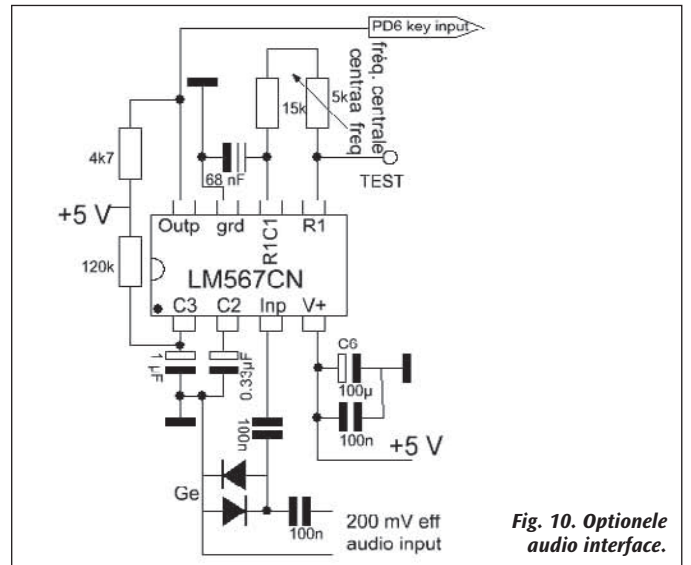 PD6 key input
fréq. centrale
centraa freq
15k
5k
4k7
68 nF
TEST
+5 V
Outp
grd
R1C1
R1
120k
LM567CN
C3
C2
Inp
V+
1 µF
0.33µF
C6
100µ
100n
100n
+5 V
Ge
100n
200 mV eff
audio input
Fig. 10. Optionele
audio interface.